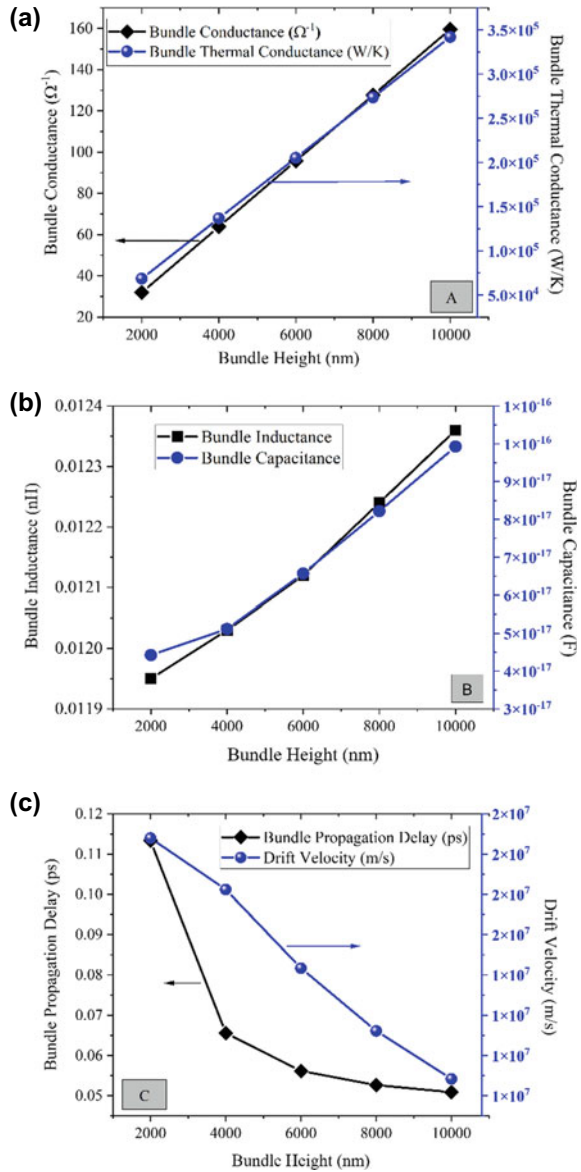 (a)
Bundle Conductance (Ω⁻¹)
Bundle Thermal Conductance (W/K)
160
140
120
100
80
60
40
20
Bundle Conductance (Ω⁻¹)
3.5×10⁵
3.0×10⁵
2.5×10⁵
2.0×10⁵
1.5×10⁵
1.0×10⁵
5.0×10⁴
Bundle Thermal Conductance
(W/K)
A
2000 4000 6000 8000 10000
Bundle Height (nm)
(b)
Bundle Inductance
Bundle Capacitance
0.0124
0.0123
0.0122
0.0121
0.0120
0.0119
Bundle Inductance (nH)
1×10⁻¹⁶
1×10⁻¹⁶
9×10⁻¹⁷
8×10⁻¹⁷
7×10⁻¹⁷
6×10⁻¹⁷
5×10⁻¹⁷
4×10⁻¹⁷
3×10⁻¹⁷
Bundle Capacitance (F)
B
2000 4000 6000 8000 10000
Bundle Height (nm)
(c)
Bundle Propagation Delay (ps)
Drift Velocity (m/s)
0.12
0.11
0.10
0.09
0.08
0.07
0.06
0.05
Bundle Propagation Delay (ps)
2×10⁷
2×10⁷
2×10⁷
2×10⁷
1×10⁷
1×10⁷
1×10⁷
1×10⁷
Drift Velocity (m/s)
C
2000 4000 6000 8000 10000
Bundle Height (nm)